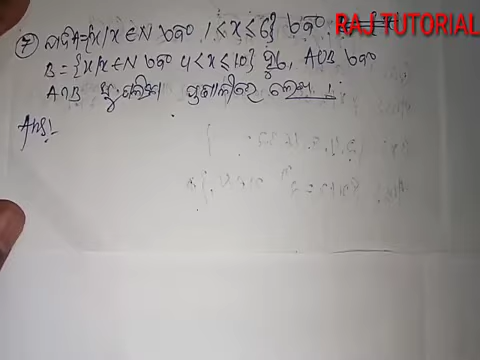 RAJ TUTORIAL
7) ଯଦି A={x/x∈N ଏବଂ 1<x≤6} ଏବଂ
B={x/x∈N ଏବଂ 4<x≤10} ହୁଏ, A∪B ଏବଂ
A∩B କୁ ତାଲିକା ପ୍ରଣାଳୀରେ ଲେଖ ।
Ans:-